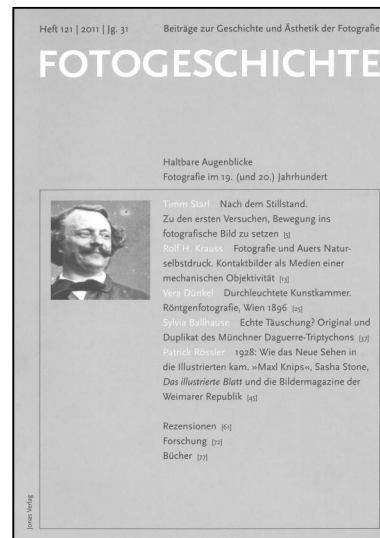 Heft 121 | 2011 | Jg. 31 Beiträge zur Geschichte und Ästhetik der Fotografie
FOTOGESCHICHTE
Haltbare Augenblicke
Fotografie im 19. (und 20.) Jahrhundert
Timm Starl Nach dem Stillstand.
Zu den ersten Versuchen, Bewegung ins
fotografische Bild zu setzen [5]
Rolf H. Krauss Fotografie und Auers Natur-
selbstdruck. Kontaktbilder als Medien einer
mechanischen Objektivität [13]
Vera Dünkel Durchleuchtete Kunstkammer.
Röntgenfotografie, Wien 1896 [25]
Sylvia Ballhause Echte Täuschung? Original und
Duplikat des Münchner Daguerre-Triptychons [37]
Patrick Rössler 1928: Wie das Neue Sehen in
die Illustrierten kam. »Maxl Knips«, Sasha Stone,
Das illustrierte Blatt und die Bildermagazine der
Weimarer Republik [45]
Rezensionen [61]
Forschung [72]
Bücher [77]
Jonas Verlag